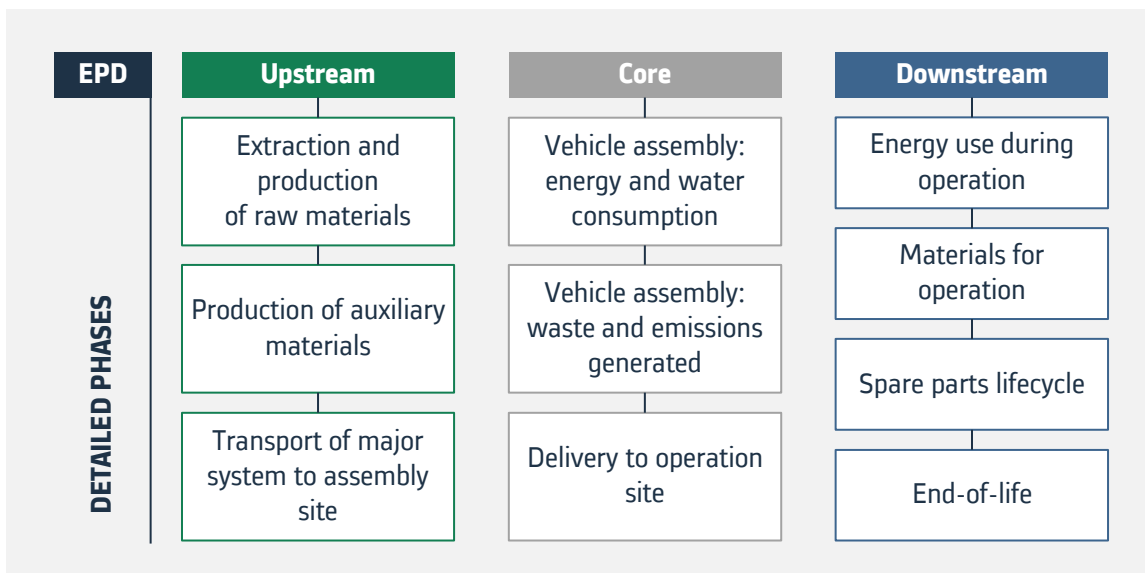 EPD
Upstream
Core
Downstream
DETAILED PHASES
Extraction and
production
of raw materials
Production of auxiliary
materials
Transport of major
system to assembly
site
Vehicle assembly:
energy and water
consumption
Vehicle assembly:
waste and emissions
generated
Delivery to operation
site
Energy use during
operation
Materials for
operation
Spare parts lifecycle
End-of-life